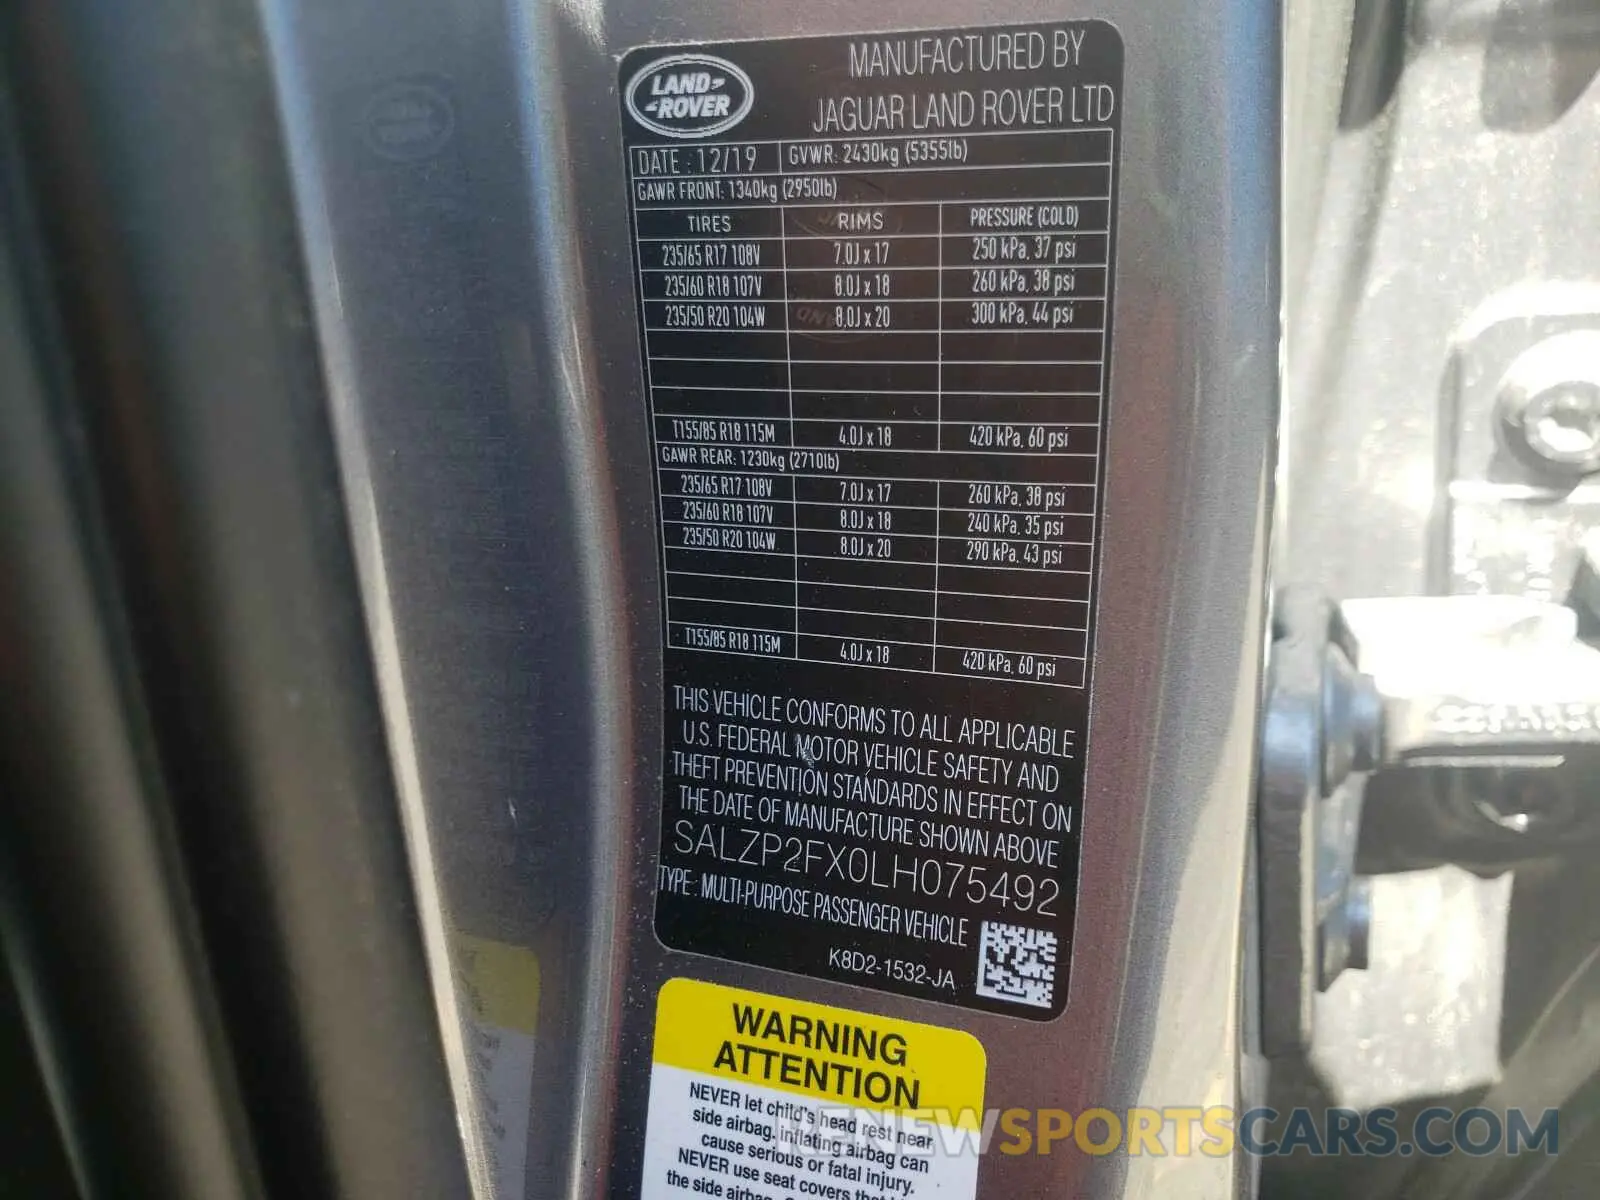 LAND
ROVER
MANUFACTURED BY
JAGUAR LAND ROVER LTD
DATE : 12/19 GVWR: 2430kg (5355lb)
GAWR FRONT: 1340kg (2950lb)
TIRES RIMS PRESSURE (COLD)
235/65 R17 108V 7.0J x 17 250 kPa, 37 psi
235/60 R18 107V 8.0J x 18 260 kPa, 38 psi
235/50 R20 104W 8.0J x 20 300 kPa, 44 psi
T155/85 R18 115M 4.0J x 18 420 kPa, 60 psi
GAWR REAR: 1230kg (2710lb)
235/65 R17 108V 7.0J x 17 260 kPa, 38 psi
235/60 R18 107V 8.0J x 18 240 kPa, 35 psi
235/50 R20 104W 8.0J x 20 290 kPa, 43 psi
T155/85 R18 115M 4.0J x 18 420 kPa, 60 psi
THIS VEHICLE CONFORMS TO ALL APPLICABLE
U.S. FEDERAL MOTOR VEHICLE SAFETY AND
THEFT PREVENTION STANDARDS IN EFFECT ON
THE DATE OF MANUFACTURE SHOWN ABOVE
SALZP2FX0LH075492
TYPE : MULTI-PURPOSE PASSENGER VEHICLE
K8D2-1532-JA
WARNING
ATTENTION
NEVER let child's head rest near
side airbag. inflating airbag can
cause serious or fatal injury.
NEVER use seat covers that
the side airbag.
RENEWSPORTSCARS.COM